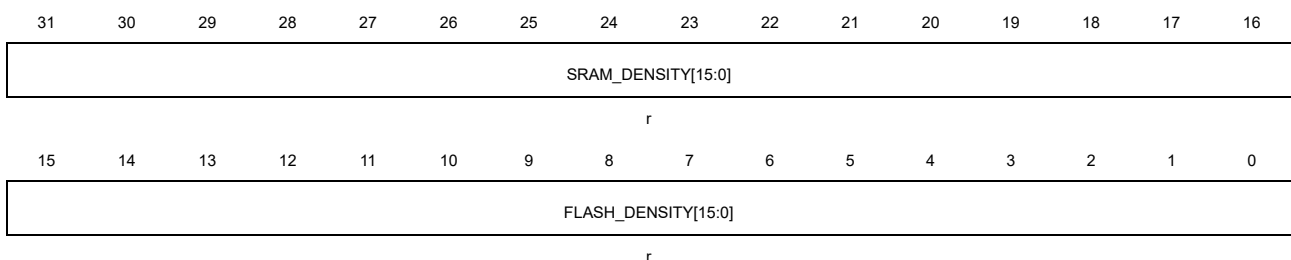 31 30 29 28 27 26 25 24 23 22 21 20 19 18 17 16
SRAM_DENSITY[15:0]
r
15 14 13 12 11 10 9 8 7 6 5 4 3 2 1 0
FLASH_DENSITY[15:0]
r